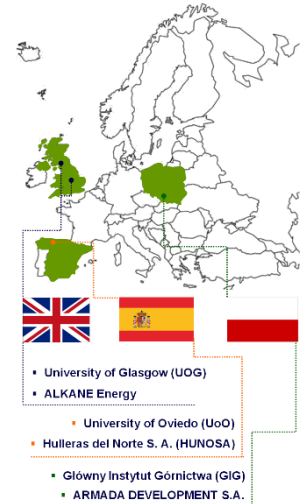 University of Glasgow (UOG)
ALKANE Energy
University of Oviedo (UoO)
Hulleras del Norte S. A. (HUNOSA)
Główny Instytut Górnictwa (GIG)
ARMADA DEVELOPMENT S.A.